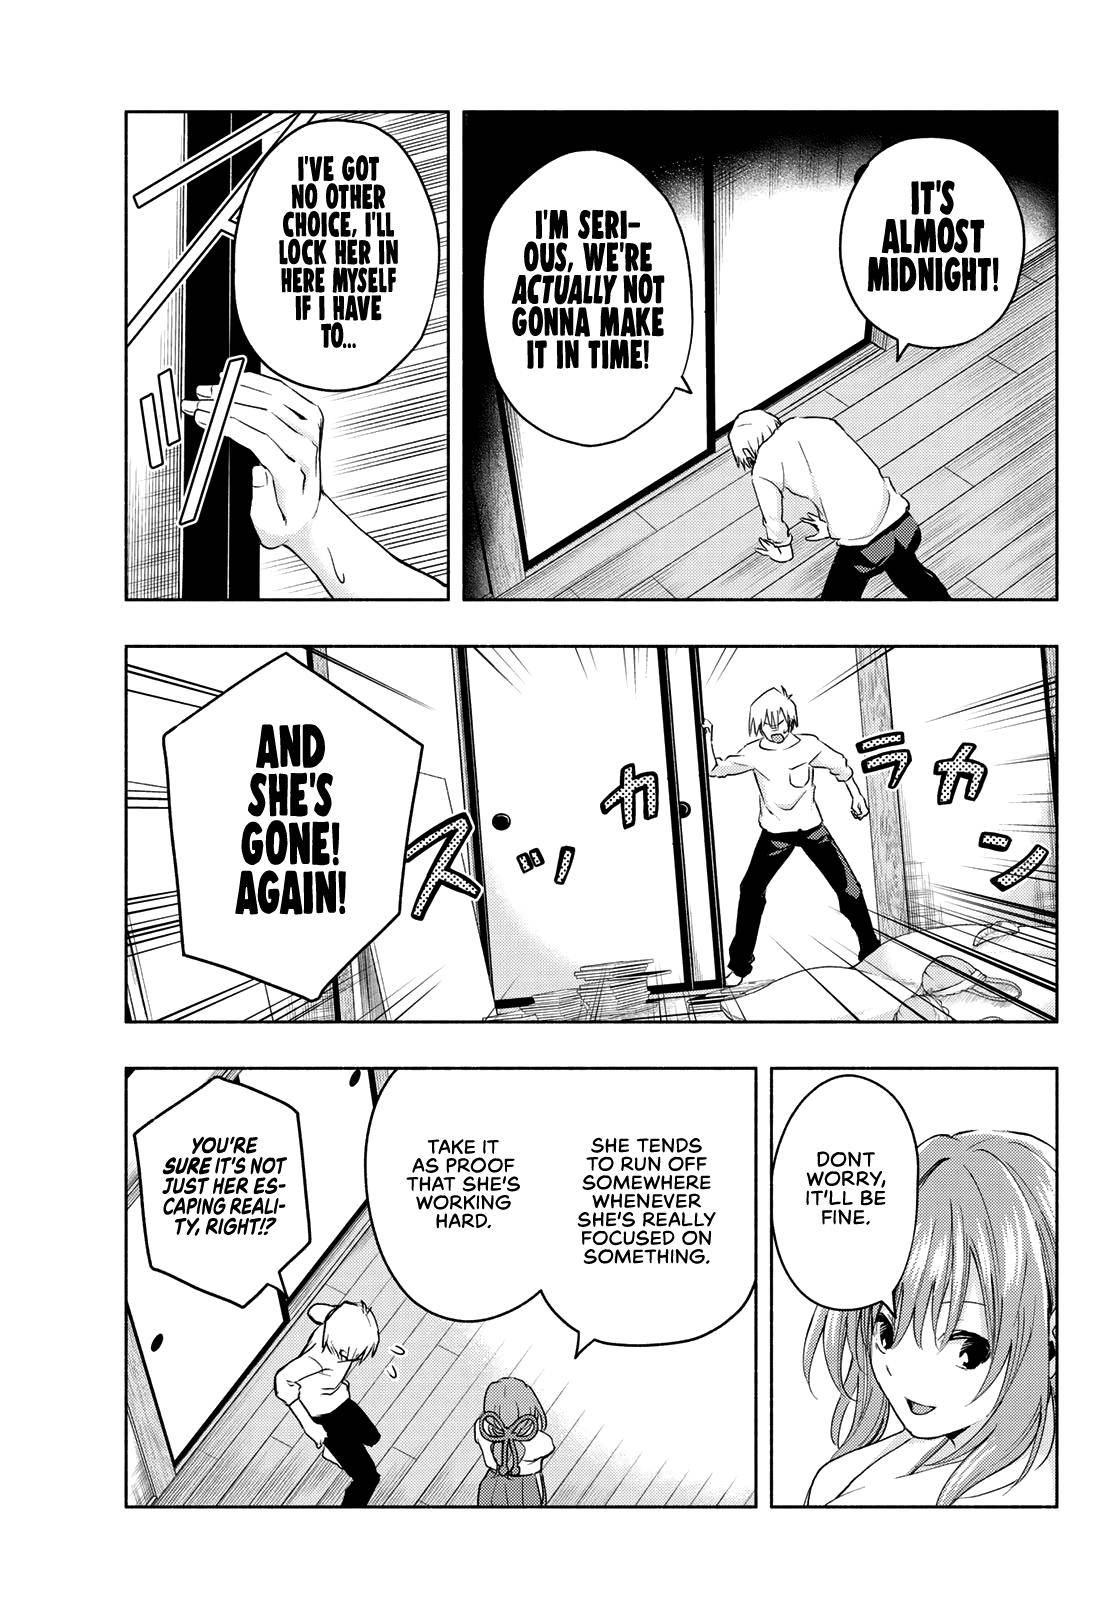 IT'S
ALMOST
MIDNIGHT!
I'M SERI-
OUS, WE'RE
ACTUALLY NOT
GONNA MAKE
IT IN TIME!
I'VE GOT
NO OTHER
CHOICE, I'LL
LOCK HER IN
HERE MYSELF
IF I HAVE
TO...
ガラン
カッ
スッ
AND
SHE'S
GONE!
AGAIN!
DONT
WORRY,
IT'LL BE
FINE.
SHE TENDS
TO RUN OFF
SOMEWHERE
WHENEVER
SHE'S REALLY
FOCUSED ON
SOMETHING.
TAKE IT
AS PROOF
THAT SHE'S
WORKING
HARD.
YOU'RE
SURE IT'S NOT
JUST HER ES-
CAPING REALI-
TY, RIGHT!?